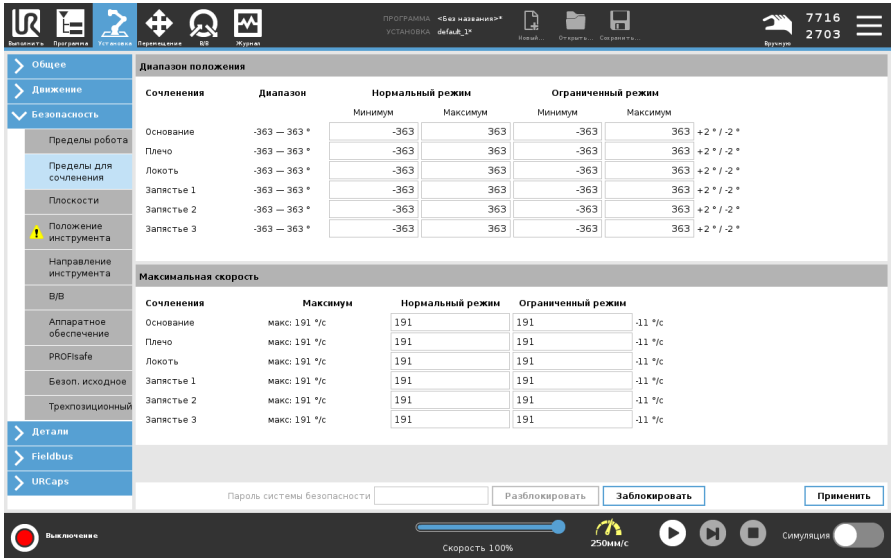 UR
ПРОГРАММА <Без названия>*
УСТАНОВКА default_1*
Выполнить Программа Установка Перемещение В/В Журнал
Новый... Открыть... Сохранить...
Вручную
7716
2703
Общее
Движение
Безопасность
Пределы робота
Пределы для
сочленения
Плоскости
Положение
инструмента
Направление
инструмента
В/В
Аппаратное
обеспечение
PROFIsafe
Безоп. исходное
Трехпозиционный
Детали
Fieldbus
URCaps
Диапазон положения
Сочленения Диапазон Нормальный режим Ограниченный режим
Минимум Максимум Минимум Максимум
Основание -363 — 363 ° -363 363 -363 363 +2 ° / -2 °
Плечо -363 — 363 ° -363 363 -363 363 +2 ° / -2 °
Локоть -363 — 363 ° -363 363 -363 363 +2 ° / -2 °
Запястье 1 -363 — 363 ° -363 363 -363 363 +2 ° / -2 °
Запястье 2 -363 — 363 ° -363 363 -363 363 +2 ° / -2 °
Запястье 3 -363 — 363 ° -363 363 -363 363 +2 ° / -2 °
Максимальная скорость
Сочленения Максимум Нормальный режим Ограниченный режим
Основание макс: 191 °/с 191 191 -11 °/с
Плечо макс: 191 °/с 191 191 -11 °/с
Локоть макс: 191 °/с 191 191 -11 °/с
Запястье 1 макс: 191 °/с 191 191 -11 °/с
Запястье 2 макс: 191 °/с 191 191 -11 °/с
Запястье 3 макс: 191 °/с 191 191 -11 °/с
Пароль системы безопасности Разблокировать Заблокировать Применить
Выключение
Скорость 100%
250мм/с
Симуляция